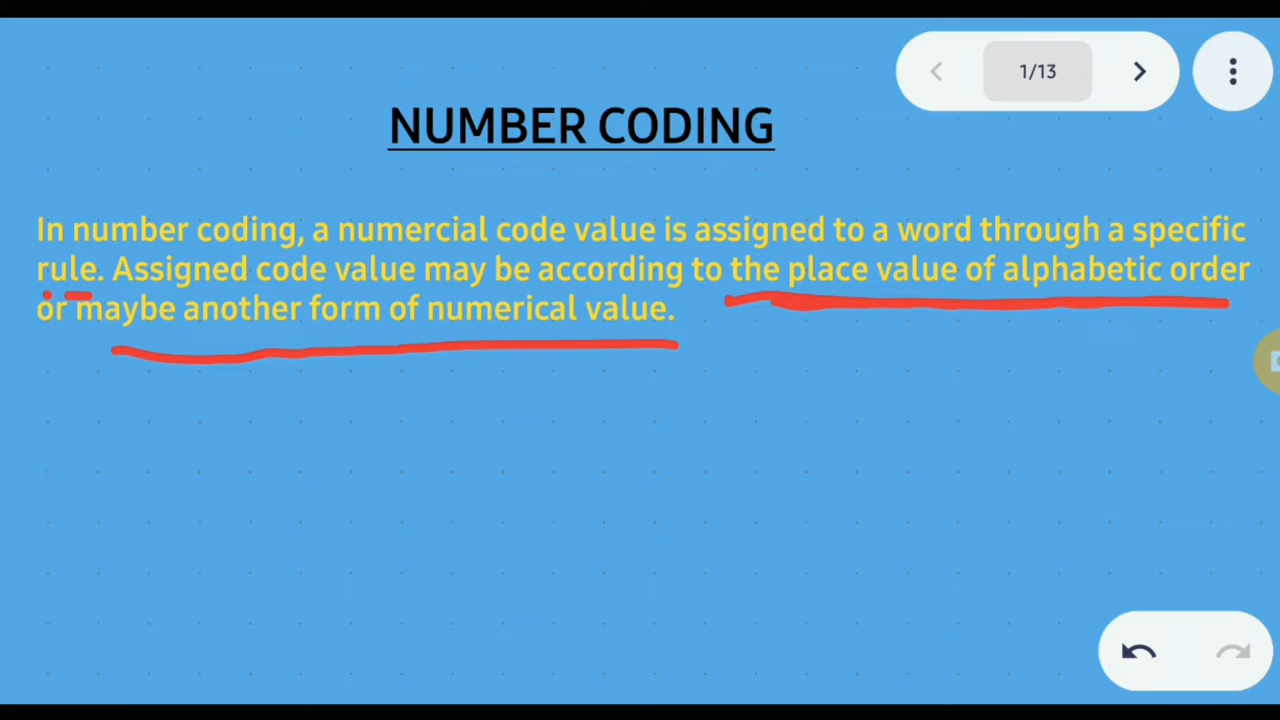 1/13
NUMBER CODING
In number coding, a numercial code value is assigned to a word through a specific
rule. Assigned code value may be according to the place value of alphabetic order
or maybe another form of numerical value.